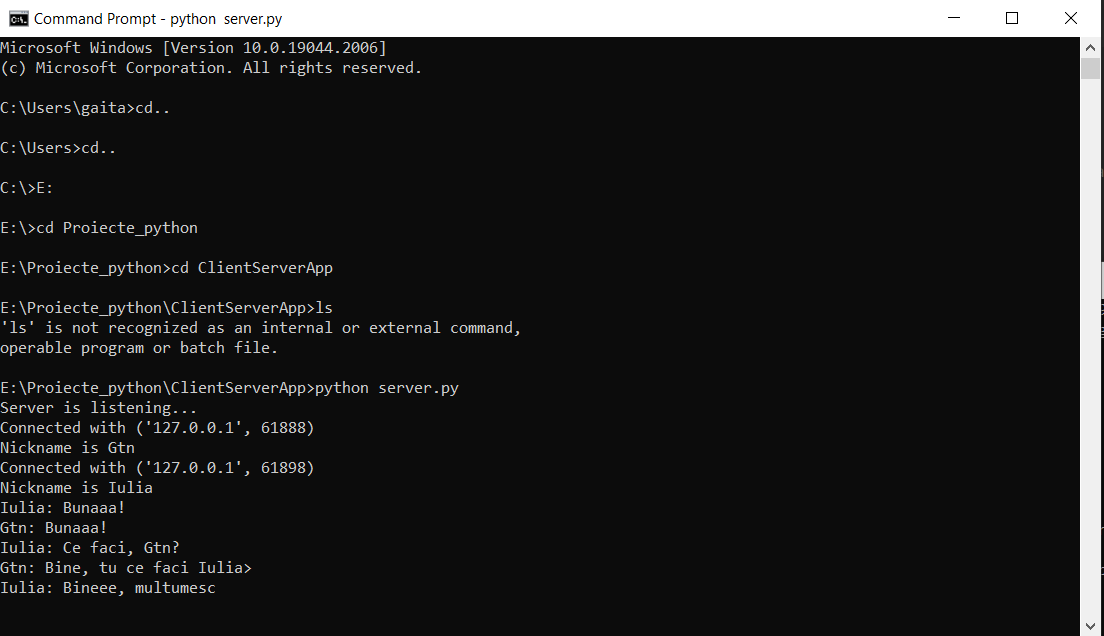 Command Prompt - python  server.py
Microsoft Windows [Version 10.0.19044.2006]
(c) Microsoft Corporation. All rights reserved.
C:\Users\gaita>cd..
C:\Users>cd..
C:\>E:
E:\>cd Proiecte_python
E:\Proiecte_python>cd ClientServerApp
E:\Proiecte_python\ClientServerApp>ls
'ls' is not recognized as an internal or external command,
operable program or batch file.
E:\Proiecte_python\ClientServerApp>python server.py
Server is listening...
Connected with ('127.0.0.1', 61888)
Nickname is Gtn
Connected with ('127.0.0.1', 61898)
Nickname is Iulia
Iulia: Bunaaa!
Gtn: Bunaaa!
Iulia: Ce faci, Gtn?
Gtn: Bine, tu ce faci Iulia>
Iulia: Bineee, multumesc